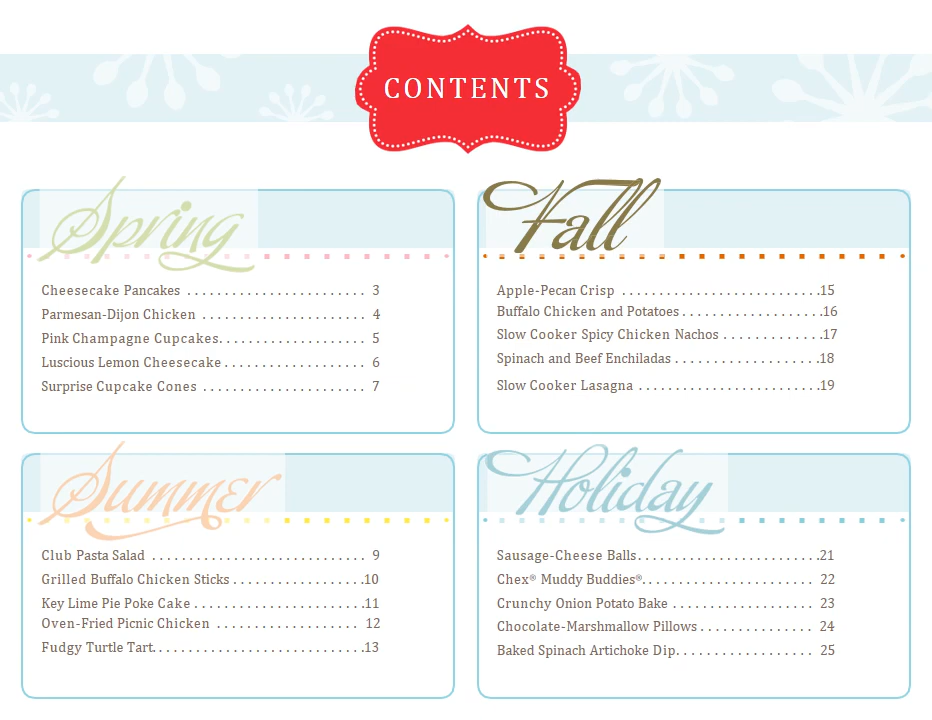 CONTENTS
Spring
Cheesecake Pancakes . . . . . . . . . . . . . . . . . . . . . . . 3
Parmesan-Dijon Chicken . . . . . . . . . . . . . . . . . . . . . 4
Pink Champagne Cupcakes. . . . . . . . . . . . . . . . . . . 5
Luscious Lemon Cheesecake . . . . . . . . . . . . . . . . . . 6
Surprise Cupcake Cones . . . . . . . . . . . . . . . . . . . . . 7
Fall
Apple-Pecan Crisp . . . . . . . . . . . . . . . . . . . . . . . . . .15
Buffalo Chicken and Potatoes . . . . . . . . . . . . . . . . . .16
Slow Cooker Spicy Chicken Nachos . . . . . . . . . . . . .17
Spinach and Beef Enchiladas . . . . . . . . . . . . . . . . . . .18
Slow Cooker Lasagna . . . . . . . . . . . . . . . . . . . . . . . .19
Summer
Club Pasta Salad . . . . . . . . . . . . . . . . . . . . . . . . . . . . 9
Grilled Buffalo Chicken Sticks . . . . . . . . . . . . . . . . .10
Key Lime Pie Poke Cake . . . . . . . . . . . . . . . . . . . . . .11
Oven-Fried Picnic Chicken . . . . . . . . . . . . . . . . . . . 12
Fudgy Turtle Tart. . . . . . . . . . . . . . . . . . . . . . . . . . .13
Holiday
Sausage-Cheese Balls. . . . . . . . . . . . . . . . . . . . . . . .21
Chex® Muddy Buddies®. . . . . . . . . . . . . . . . . . . . . . 22
Crunchy Onion Potato Bake . . . . . . . . . . . . . . . . . . 23
Chocolate-Marshmallow Pillows . . . . . . . . . . . . . . . 24
Baked Spinach Artichoke Dip. . . . . . . . . . . . . . . . . . 25